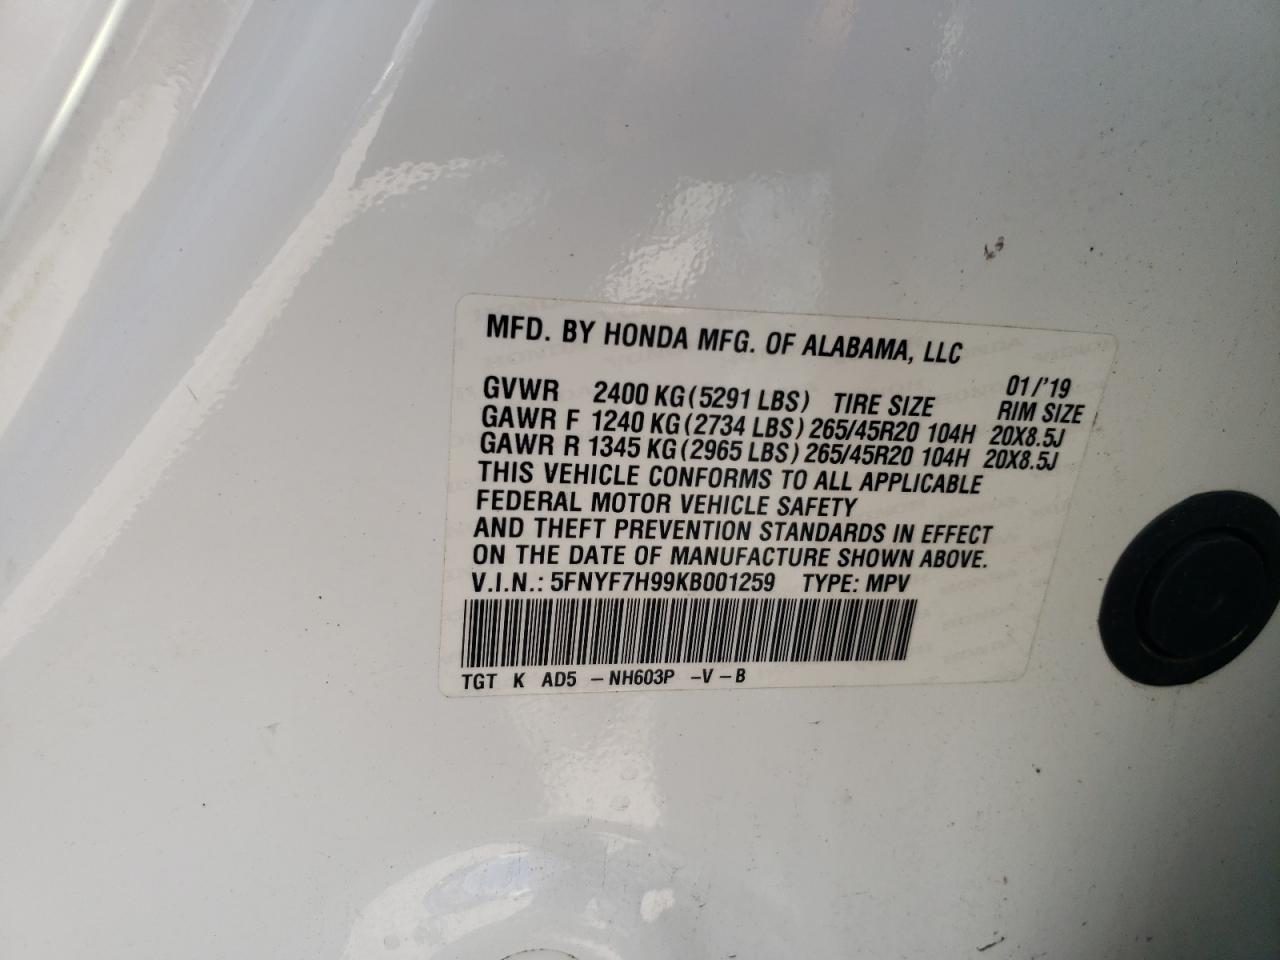 MFD. BY HONDA MFG. OF ALABAMA, LLC
01/'19
GVWR 2400 KG (5291 LBS) TIRE SIZE RIM SIZE
GAWR F 1240 KG (2734 LBS) 265/45R20 104H 20X8.5J
GAWR R 1345 KG (2965 LBS) 265/45R20 104H 20X8.5J
THIS VEHICLE CONFORMS TO ALL APPLICABLE
FEDERAL MOTOR VEHICLE SAFETY
AND THEFT PREVENTION STANDARDS IN EFFECT
ON THE DATE OF MANUFACTURE SHOWN ABOVE.
V.I.N.: 5FNYF7H99KB001259 TYPE: MPV
TGT K AD5 -NH603P -V-B